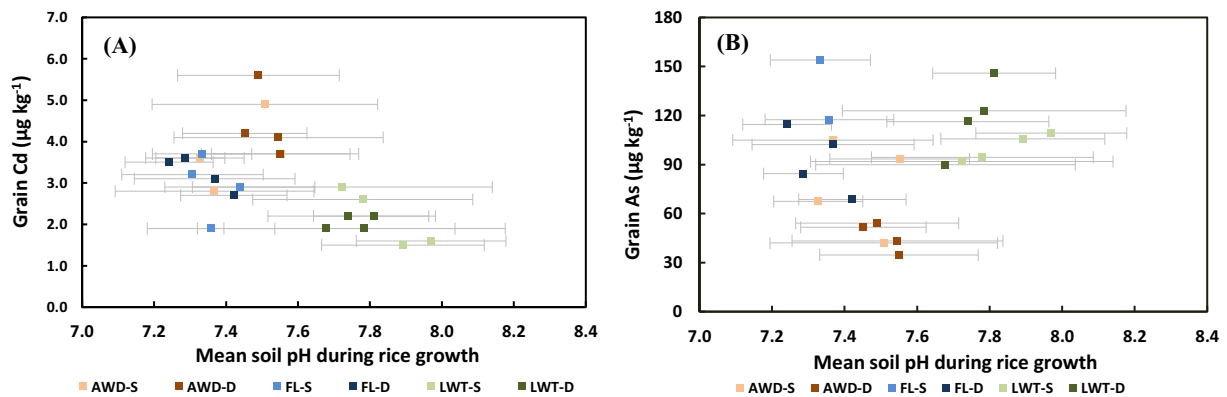 (A)
Grain Cd (µg kg⁻¹)
7.0
6.0
5.0
4.0
3.0
2.0
1.0
0.0
7.0 7.2 7.4 7.6 7.8 8.0 8.2 8.4
Mean soil pH during rice growth
AWD-S AWD-D FL-S FL-D LWT-S LWT-D
(B)
Grain As (µg kg⁻¹)
180
150
120
90
60
30
0
7.0 7.2 7.4 7.6 7.8 8.0 8.2 8.4
Mean soil pH during rice growth
AWD-S AWD-D FL-S FL-D LWT-S LWT-D